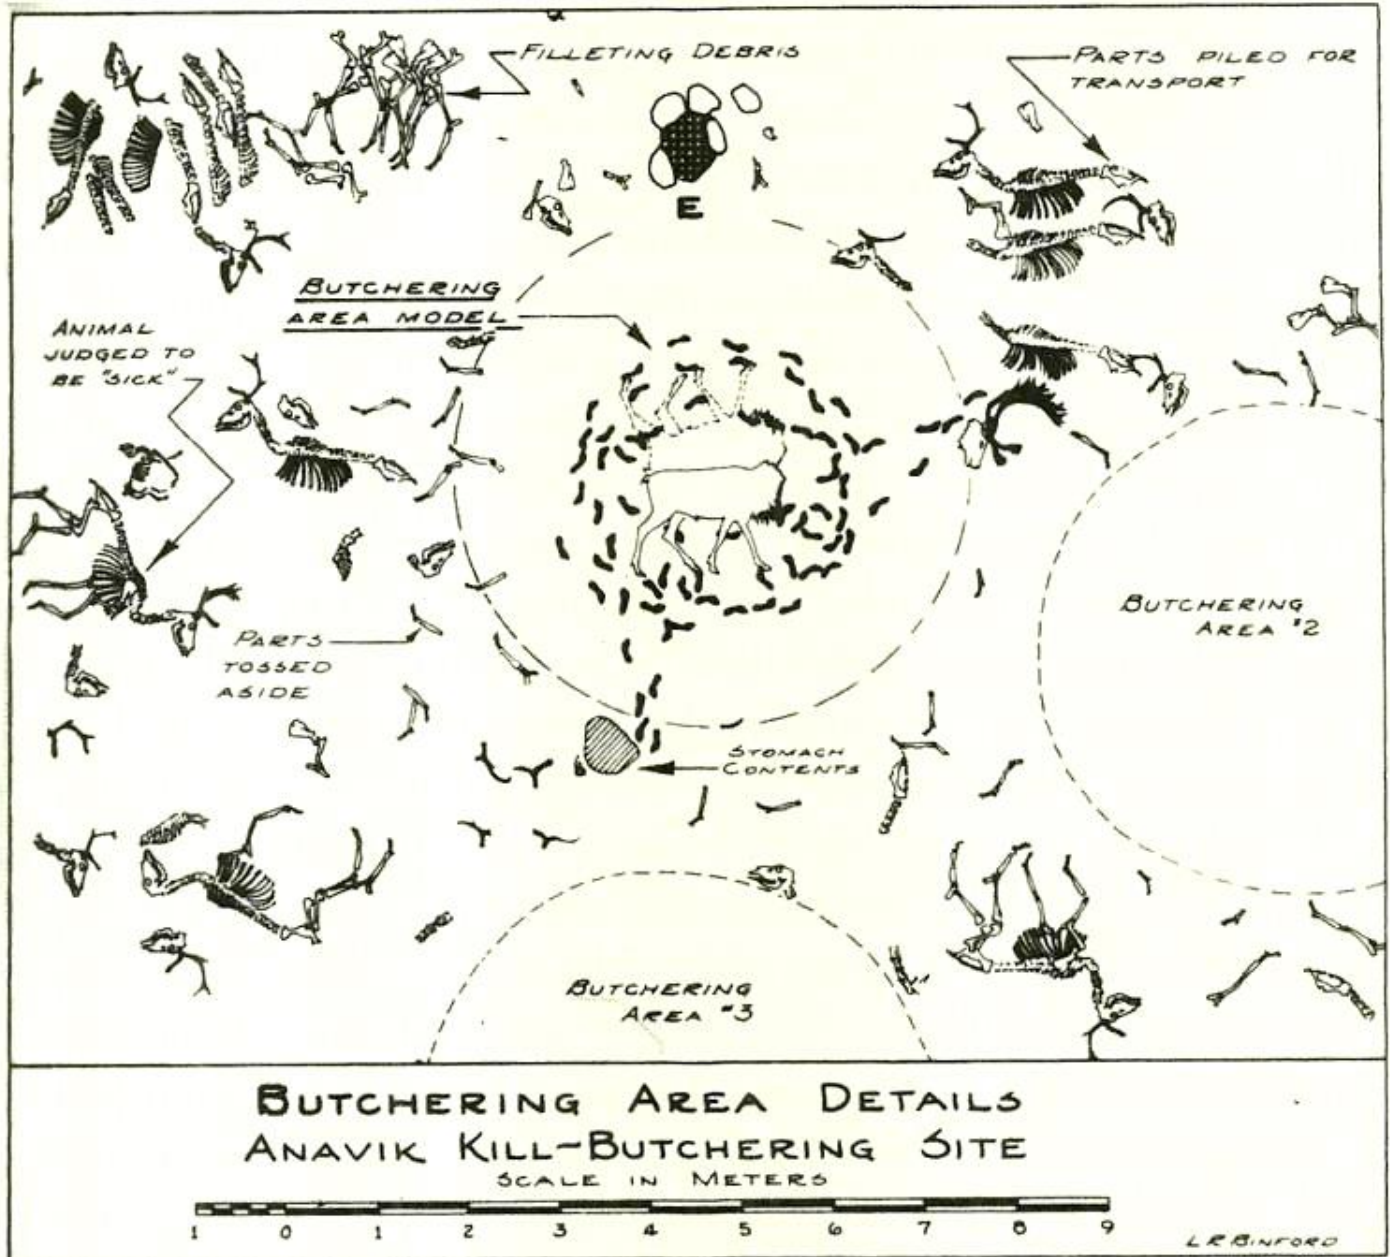 FILLETING DEBRIS
PARTS PILED FOR
TRANSPORT
E
BUTCHERING
AREA MODEL
ANIMAL
JUDGED TO
BE "SICK"
BUTCHERING
AREA #2
PARTS
TOSSED
ASIDE
STOMACH
CONTENTS
BUTCHERING
AREA #3
BUTCHERING AREA DETAILS
ANAVIK KILL-BUTCHERING SITE
SCALE IN METERS
1 0 1 2 3 4 5 6 7 8 9
L R BINFORD